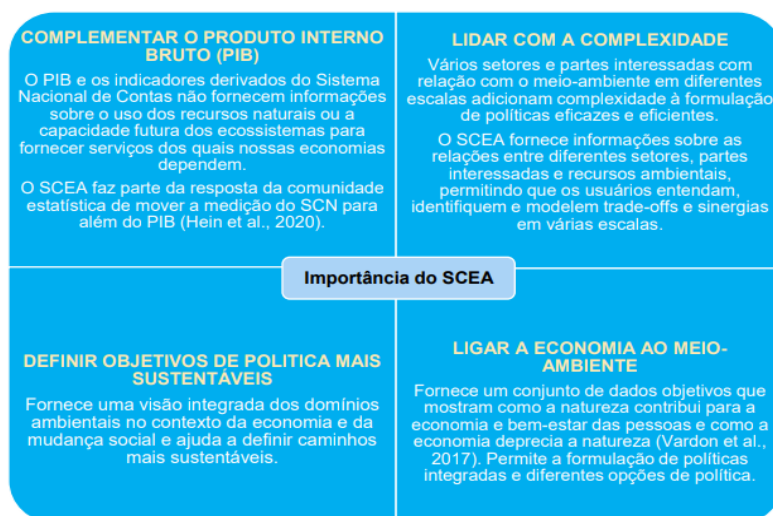 COMPLEMENTAR O PRODUTO INTERNO
BRUTO (PIB)
O PIB e os indicadores derivados do Sistema
Nacional de Contas não fornecem informações
sobre o uso dos recursos naturais ou a
capacidade futura dos ecossistemas para
fornecer serviços dos quais nossas economias
dependem.
O SCEA faz parte da resposta da comunidade
estatística de mover a medição do SCN para
além do PIB (Hein et al., 2020).
LIDAR COM A COMPLEXIDADE
Vários setores e partes interessadas com
relação com o meio-ambiente em diferentes
escalas adicionam complexidade à formulação
de políticas eficazes e eficientes.
O SCEA fornece informações sobre as
relações entre diferentes setores, partes
interessadas e recursos ambientais,
permitindo que os usuários entendam,
identifiquem e modelem trade-offs e sinergias
em várias escalas.
Importância do SCEA
DEFINIR OBJETIVOS DE POLITICA MAIS
SUSTENTÁVEIS
Fornece uma visão integrada dos domínios
ambientais no contexto da economia e da
mudança social e ajuda a definir caminhos
mais sustentáveis.
LIGAR A ECONOMIA AO MEIO-
AMBIENTE
Fornece um conjunto de dados objetivos que
mostram como a natureza contribui para a
economia e bem-estar das pessoas e como a
economia deprecia a natureza (Vardon et al.,
2017). Permite a formulação de políticas
integradas e diferentes opções de política.